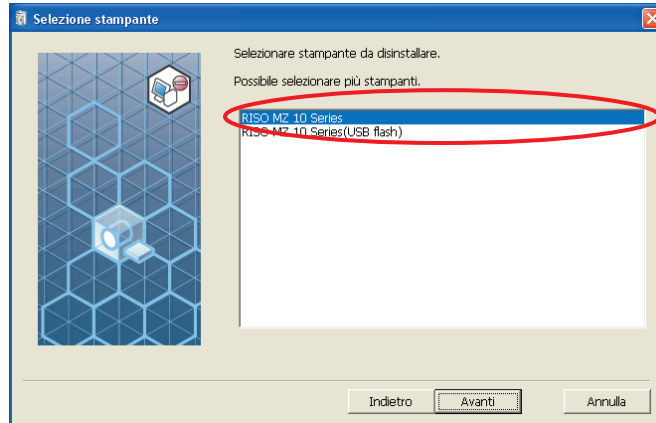 Selezione stampante
Selezionare stampante da disinstallare.
Possibile selezionare più stampanti.
RISO MZ 10 Series
RISO MZ 10 Series(USB flash)
Indietro
Avanti
Annulla